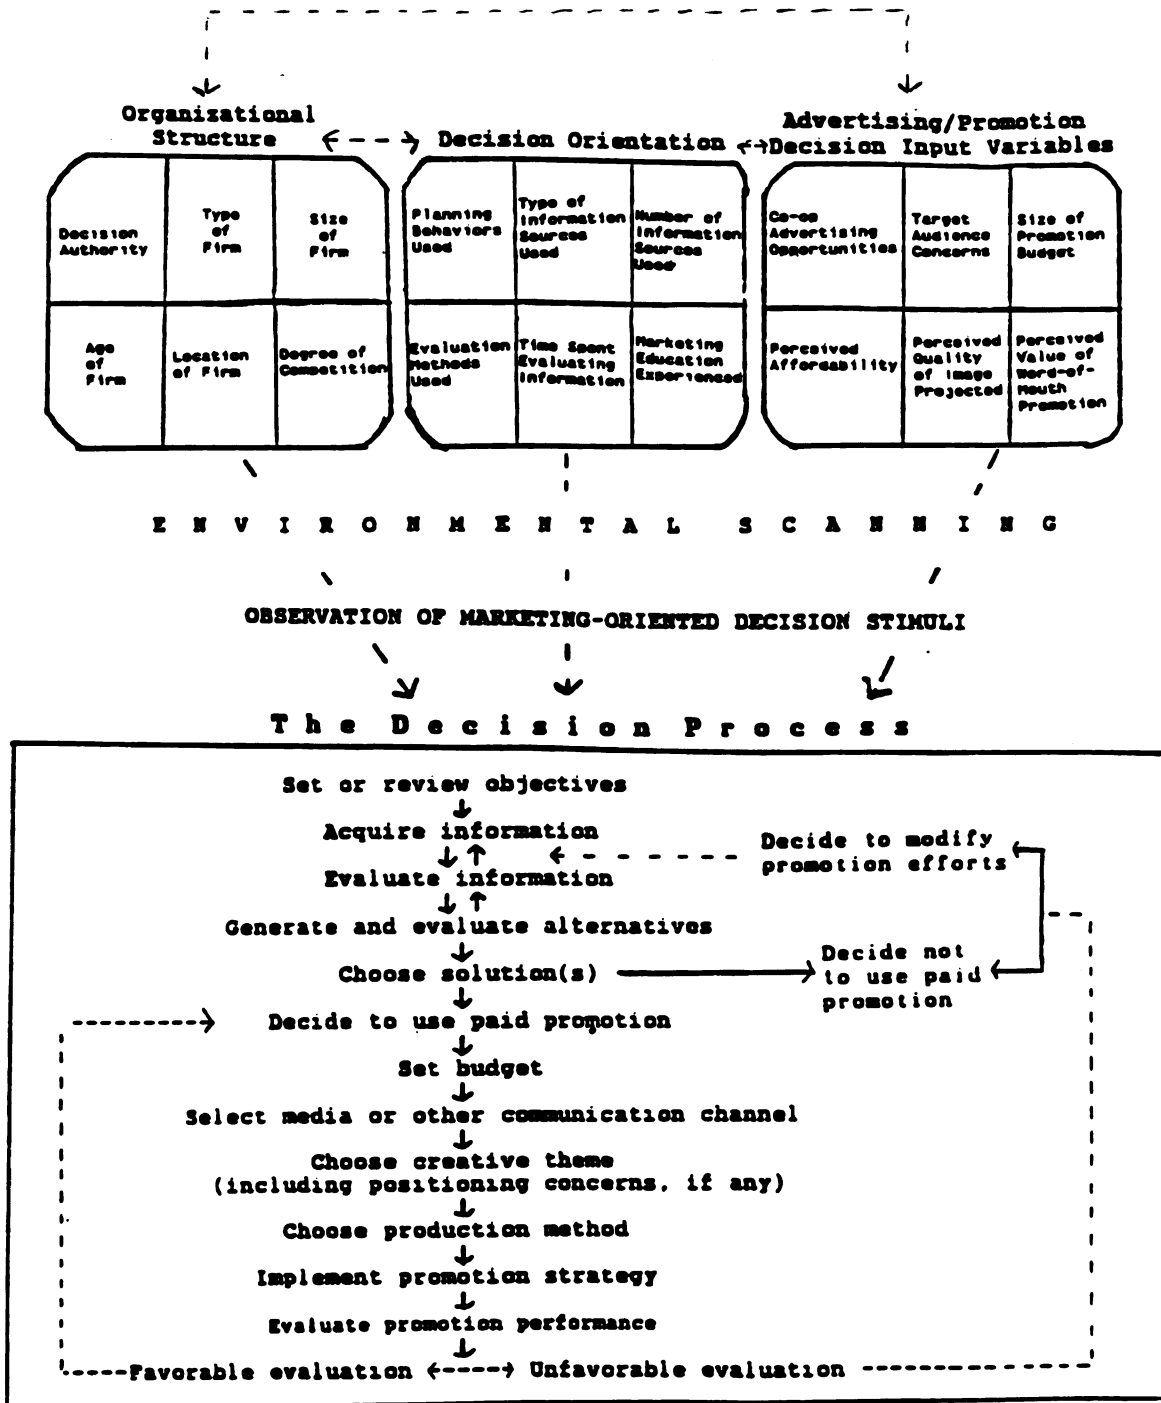 Organizational
Structure
Decision Orientation
Advertising/Promotion
Decision Input Variables
Decision
Authority
Type
of
Firm
Size
of
Firm
Age
of
Firm
Location
of Firm
Degree of
Competition
Planning
Behaviors
Used
Type of
Information
Sources
Used
Number of
Information
Sources
Used
Evaluation
Methods
Used
Time Spent
Evaluating
Information
Marketing
Education
Experienced
Co-op
Advertising
Opportunities
Target
Audience
Concerns
Size of
Promotion
Budget
Perceived
Affordability
Perceived
Quality
of Image
Projected
Perceived
Value of
Word-of-
Mouth
Promotion
ENVIRONMENTAL SCANNING
OBSERVATION OF MARKETING-ORIENTED DECISION STIMULI
The Decision Process
Set or review objectives
Acquire information
Evaluate information
Generate and evaluate alternatives
Choose solution(s)
Decide to modify
promotion efforts
Decide not
to use paid
promotion
Decide to use paid promotion
Set budget
Select media or other communication channel
Choose creative theme
(including positioning concerns, if any)
Choose production method
Implement promotion strategy
Evaluate promotion performance
Favorable evaluation
Unfavorable evaluation